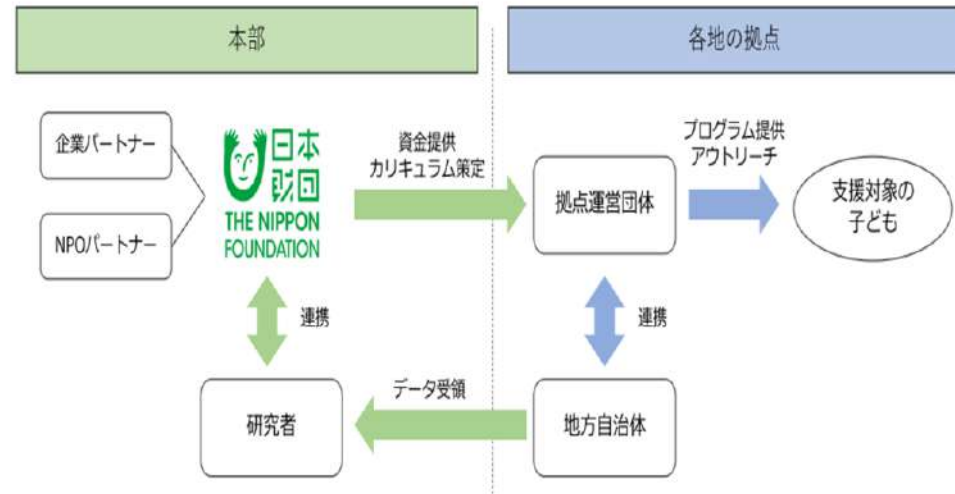 本部
各地の拠点
企業パートナー
NPOパートナー
日本
財団
THE NIPPON
FOUNDATION
資金提供
カリキュラム策定
拠点運営団体
プログラム提供
アウトリーチ
支援対象の
子ども
連携
連携
研究者
データ受領
地方自治体